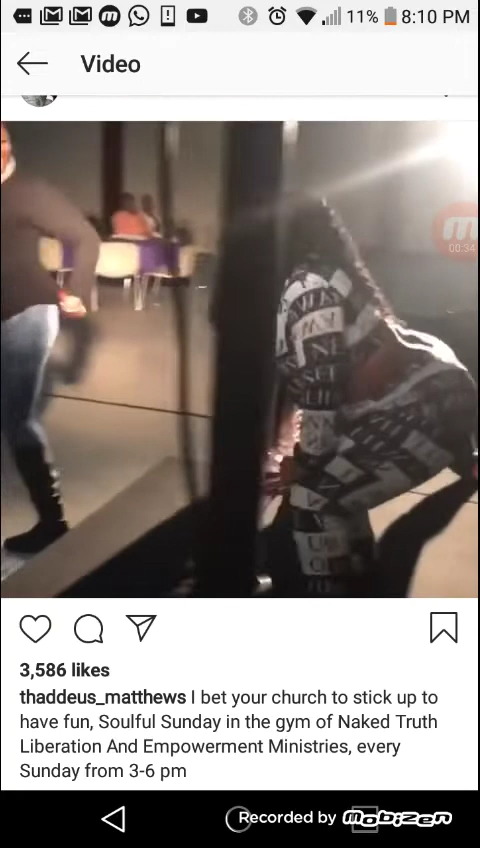 11% 8:10 PM
Video
00:34
3,586 likes
thaddeus_matthews I bet your church to stick up to
have fun, Soulful Sunday in the gym of Naked Truth
Liberation And Empowerment Ministries, every
Sunday from 3-6 pm
Recorded by Mobizen